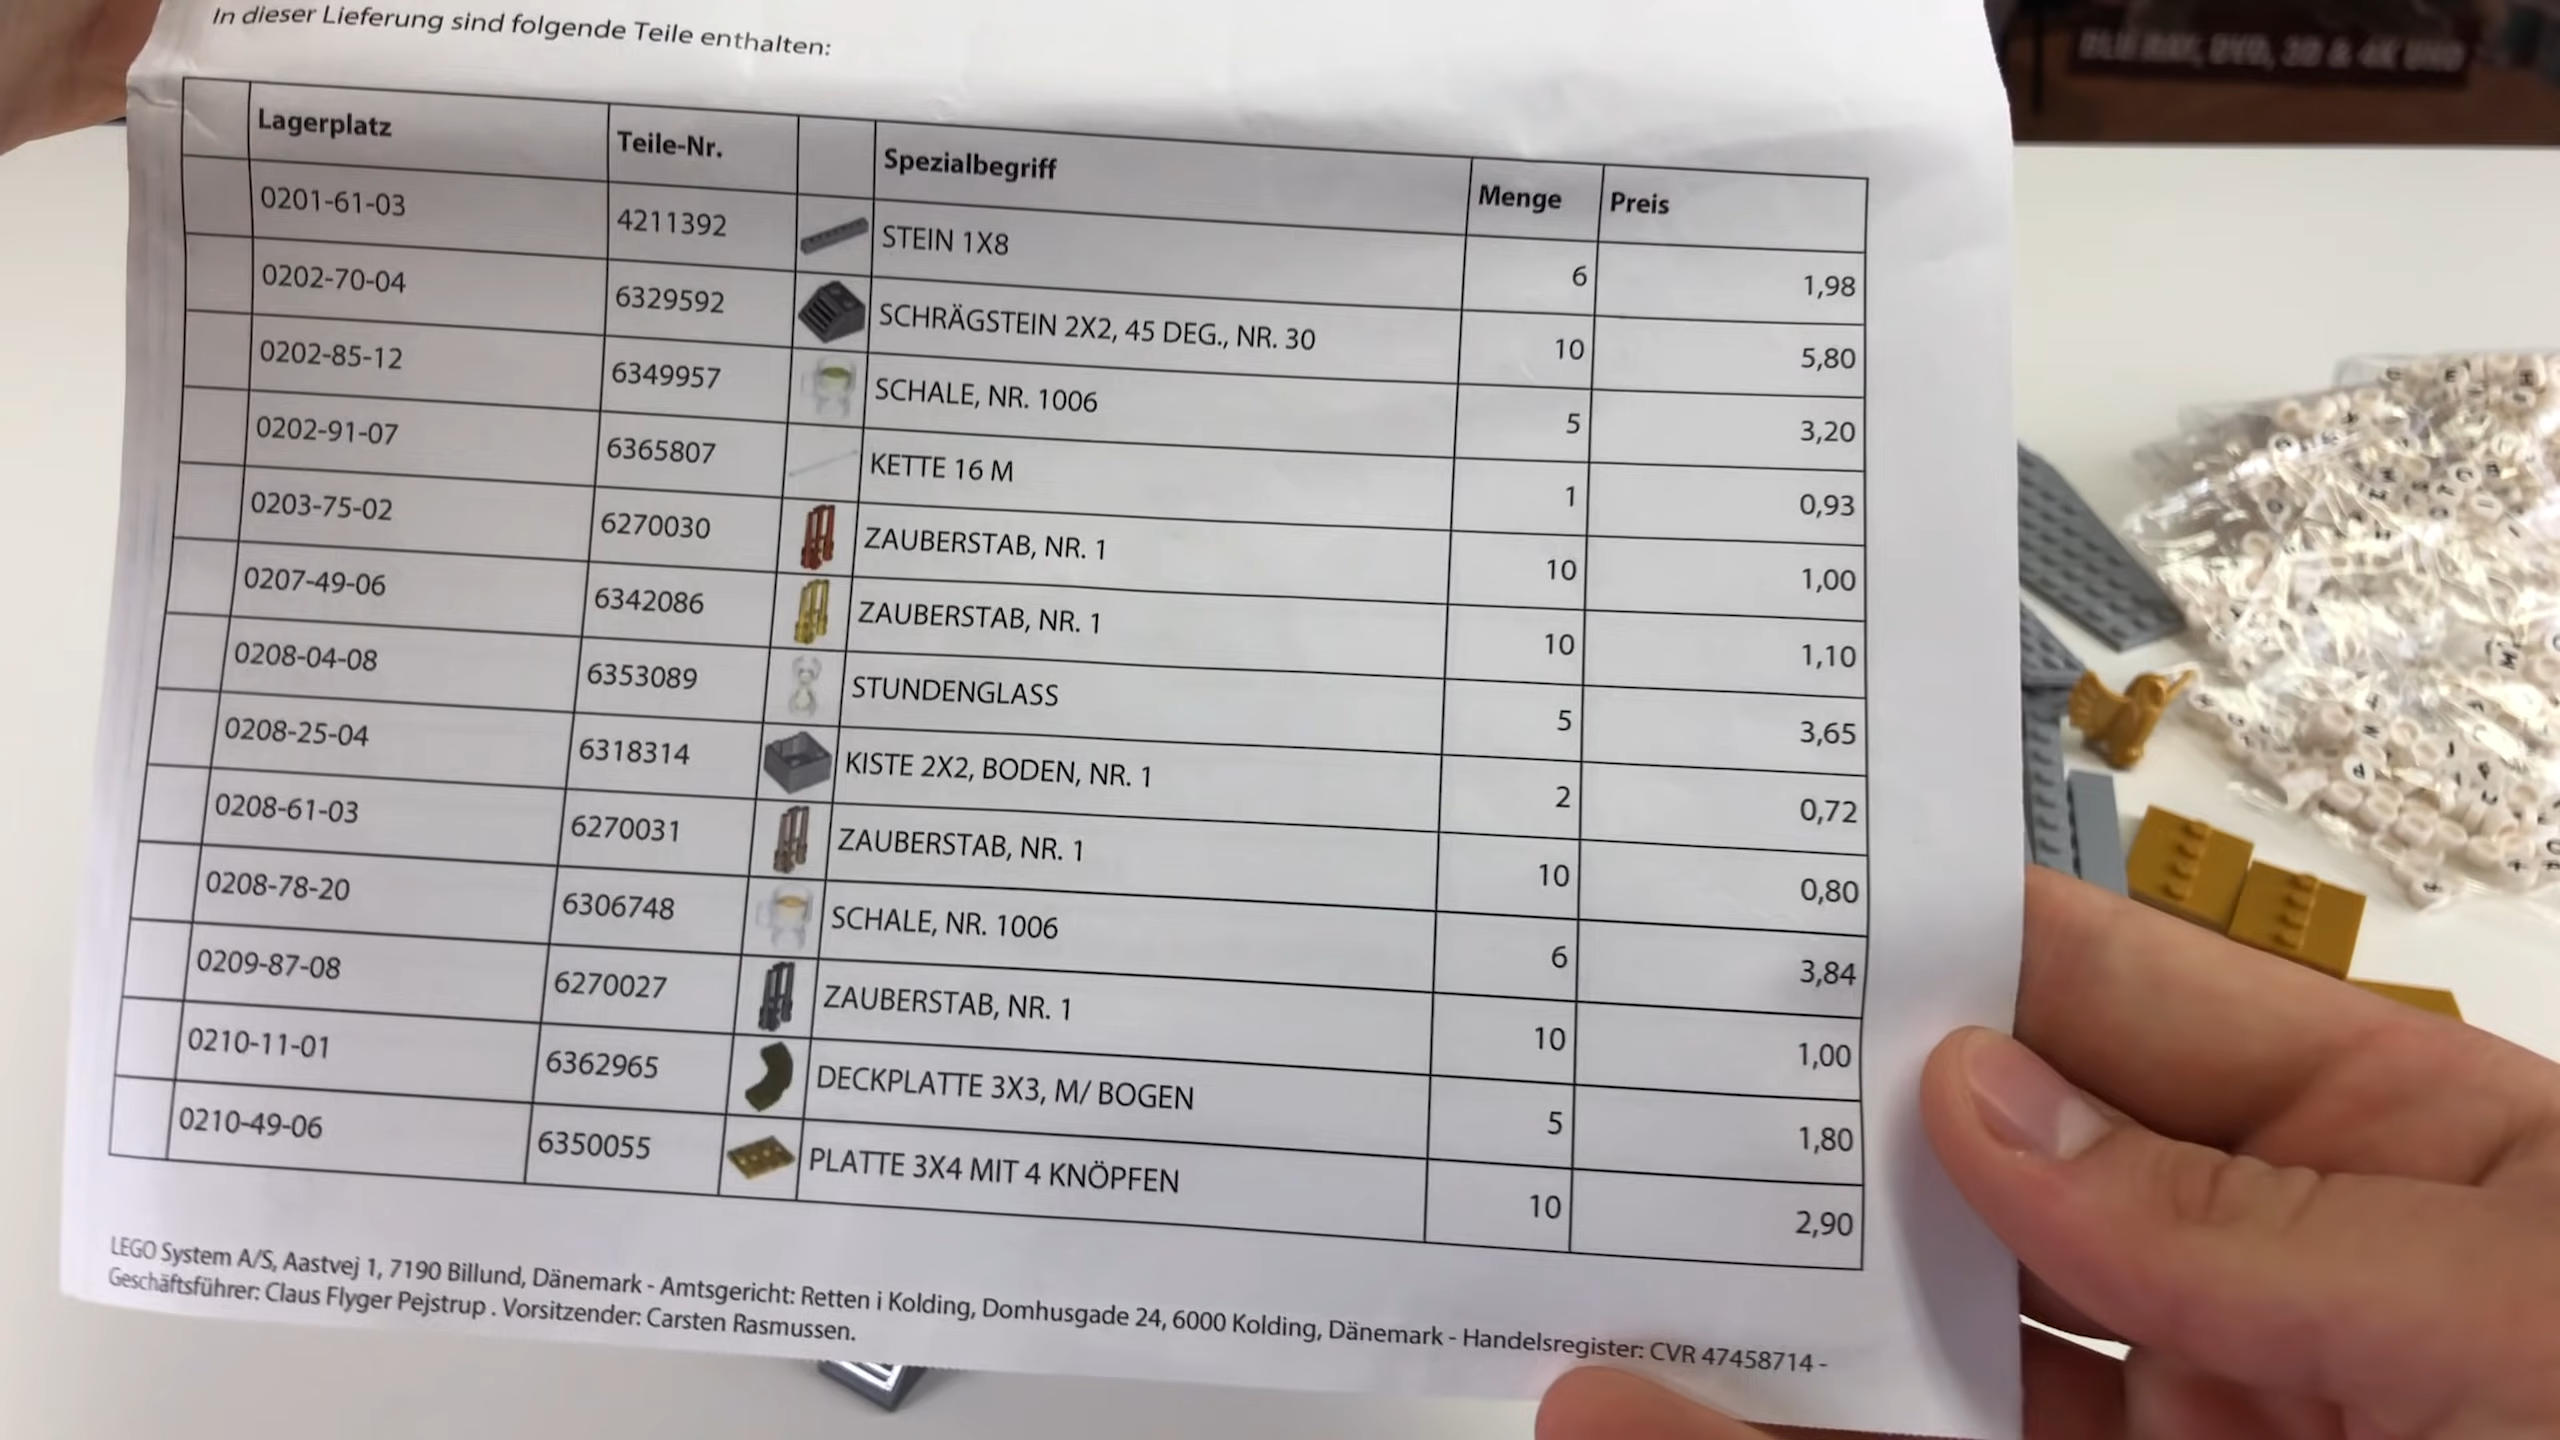 In dieser Lieferung sind folgende Teile enthalten:
Lagerplatz Teile-Nr. Spezialbegriff Menge Preis
0201-61-03 4211392 STEIN 1X8 6 1,98
0202-70-04 6329592 SCHRÄGSTEIN 2X2, 45 DEG., NR. 30 10 5,80
0202-85-12 6349957 SCHALE, NR. 1006 5 3,20
0202-91-07 6365807 KETTE 16 M 1 0,93
0203-75-02 6270030 ZAUBERSTAB, NR. 1 10 1,00
0207-49-06 6342086 ZAUBERSTAB, NR. 1 10 1,10
0208-04-08 6353089 STUNDENGLASS 5 3,65
0208-25-04 6318314 KISTE 2X2, BODEN, NR. 1 2 0,72
0208-61-03 6270031 ZAUBERSTAB, NR. 1 10 0,80
0208-78-20 6306748 SCHALE, NR. 1006 6 3,84
0209-87-08 6270027 ZAUBERSTAB, NR. 1 10 1,00
0210-11-01 6362965 DECKPLATTE 3X3, M/ BOGEN 5 1,80
0210-49-06 6350055 PLATTE 3X4 MIT 4 KNÖPFEN 10 2,90
LEGO System A/S, Aastvej 1, 7190 Billund, Dänemark - Amtsgericht: Retten i Kolding, Domhusgade 24, 6000 Kolding, Dänemark - Handelsregister: CVR 47458714 -
Geschäftsführer: Claus Flyger Pejstrup . Vorsitzender: Carsten Rasmussen.
BLU RAY, DVD, 3D & 4K UHD